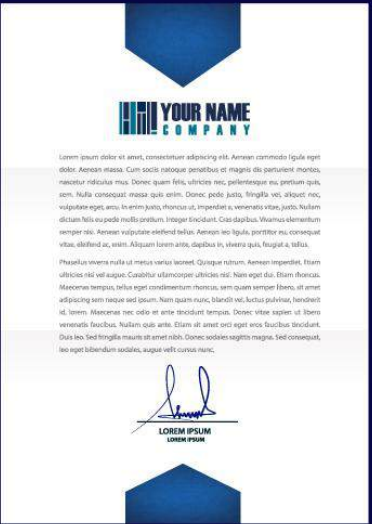 YOUR NAME
COMPANY
Lorem ipsum dolor sit amet, consectetuer adipiscing elit. Aenean commodo ligula eget
dolor. Aenean massa. Cum sociis natoque penatibus et magnis dis parturient montes,
nascetur ridiculus mus. Donec quam felis, ultricies nec, pellentesque eu, pretium quis,
sem. Nulla consequat massa quis enim. Donec pede justo, fringilla vel, aliquet nec,
vulputate eget, arcu. In enim justo, rhoncus ut, imperdiet a, venenatis vitae, justo. Nullam
dictum felis eu pede mollis pretium. Integer tincidunt. Cras dapibus. Vivamus elementum
semper nisi. Aenean vulputate eleifend tellus. Aenean leo ligula, porttitor eu, consequat
vitae, eleifend ac, enim. Aliquam lorem ante, dapibus in, viverra quis, feugiat a, tellus.
Phasellus viverra nulla ut metus varius laoreet. Quisque rutrum. Aenean imperdiet. Etiam
ultricies nisi vel augue. Curabitur ullamcorper ultricies nisi. Nam eget dui. Etiam rhoncus.
Maecenas tempus, tellus eget condimentum rhoncus, sem quam semper libero, sit amet
adipiscing sem neque sed ipsum. Nam quam nunc, blandit vel, luctus pulvinar, hendrerit
id, lorem. Maecenas nec odio et ante tincidunt tempus. Donec vitae sapien ut libero
venenatis faucibus. Nullam quis ante. Etiam sit amet orci eget eros faucibus tincidunt.
Duis leo. Sed fringilla mauris sit amet nibh. Donec sodales sagittis magna. Sed consequat,
leo eget bibendum sodales, augue velit cursus nunc,
LOREM IPSUM
LOREM IPSUM